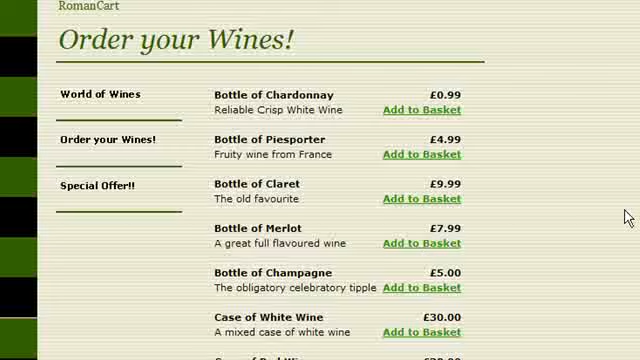 RomanCart
Order your Wines!
World of Wines
Order your Wines!
Special Offer!!
Bottle of Chardonnay £0.99
Reliable Crisp White Wine Add to Basket
Bottle of Piesporter £4.99
Fruity wine from France Add to Basket
Bottle of Claret £9.99
The old favourite Add to Basket
Bottle of Merlot £7.99
A great full flavoured wine Add to Basket
Bottle of Champagne £5.00
The obligatory celebratory tipple Add to Basket
Case of White Wine £30.00
A mixed case of white wine Add to Basket